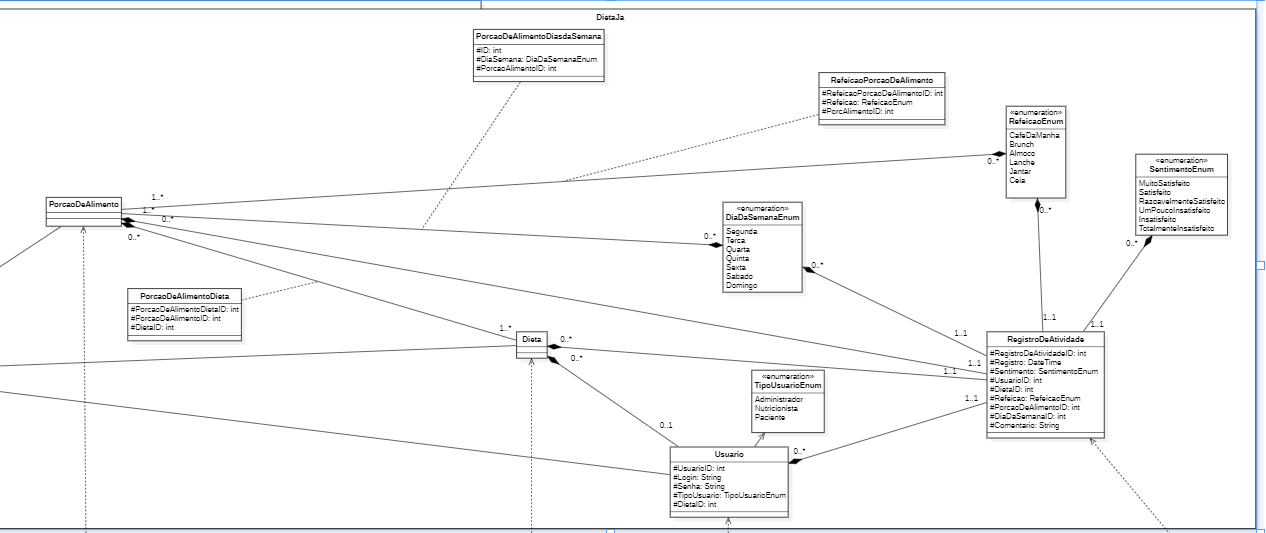 DietaJa
PorcaoDeAlimentoDiasdaSemana
#ID: int
#DiaSemana: DiaDaSemanaEnum
#PorcaoAlimentoID: int
RefeicaoPorcaoDeAlimento
#RefeicaoPorcaoDeAlimentoID: int
#Refeicao: RefeicaoEnum
#PorcAlimentoID: int
«enumeration»
RefeicaoEnum
CafeDaManha
Brunch
Almoco
Lanche
Jantar
Ceia
0..*
0..*
«enumeration»
SentimentoEnum
MuitoSatisfeito
Satisfeito
RazoavelmenteSatisfeito
UmPoucoInsatisfeito
Insatisfeito
TotalmenteInsatisfeito
0..*
PorcaoDeAlimento
1..*
1..*
0..*
0..*
«enumeration»
DiaDaSemanaEnum
Segunda
Terca
Quarta
Quinta
Sexta
Sabado
Domingo
0..*
0..*
PorcaoDeAlimentoDieta
#PorcaoDeAlimentoDietaID: int
#PorcaoDeAlimentoID: int
#DietaID: int
1..*
Dieta
0..*
0..*
0..1
«enumeration»
TipoUsuarioEnum
Administrador
Nutricionista
Paciente
1..1
1..1
1..1
1..1
1..1
1..1
RegistroDeAtividade
#RegistroDeAtividadeID: int
#Registro: DateTime
#Sentimento: SentimentoEnum
#UsuarioID: int
#DietaID: int
#Refeicao: RefeicaoEnum
#PorcaoDeAlimentoID: int
#DiaDaSemanaID: int
#Comentario: String
Usuario
#UsuarioID: int
#Login: String
#Senha: String
#TipoUsuario: TipoUsuarioEnum
#DietaID: int
0..*